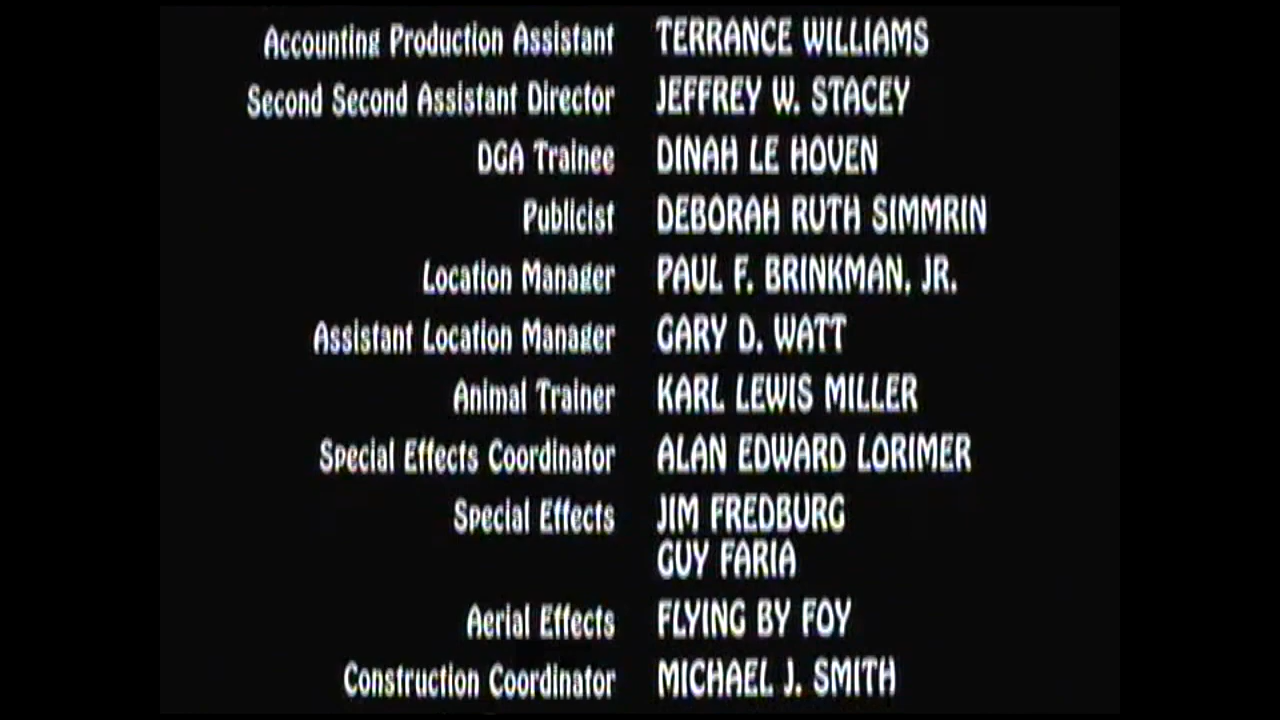 Accounting Production Assistant TERRANCE WILLIAMS
Second Second Assistant Director JEFFREY W. STACEY
DGA Trainee DINAH LE HOVEN
Publicist DEBORAH RUTH SIMMRIN
Location Manager PAUL F. BRINKMAN, JR.
Assistant Location Manager GARY D. WATT
Animal Trainer KARL LEWIS MILLER
Special Effects Coordinator ALAN EDWARD LORIMER
Special Effects JIM FREDBURG
GUY FARIA
Aerial Effects FLYING BY FOY
Construction Coordinator MICHAEL J. SMITH